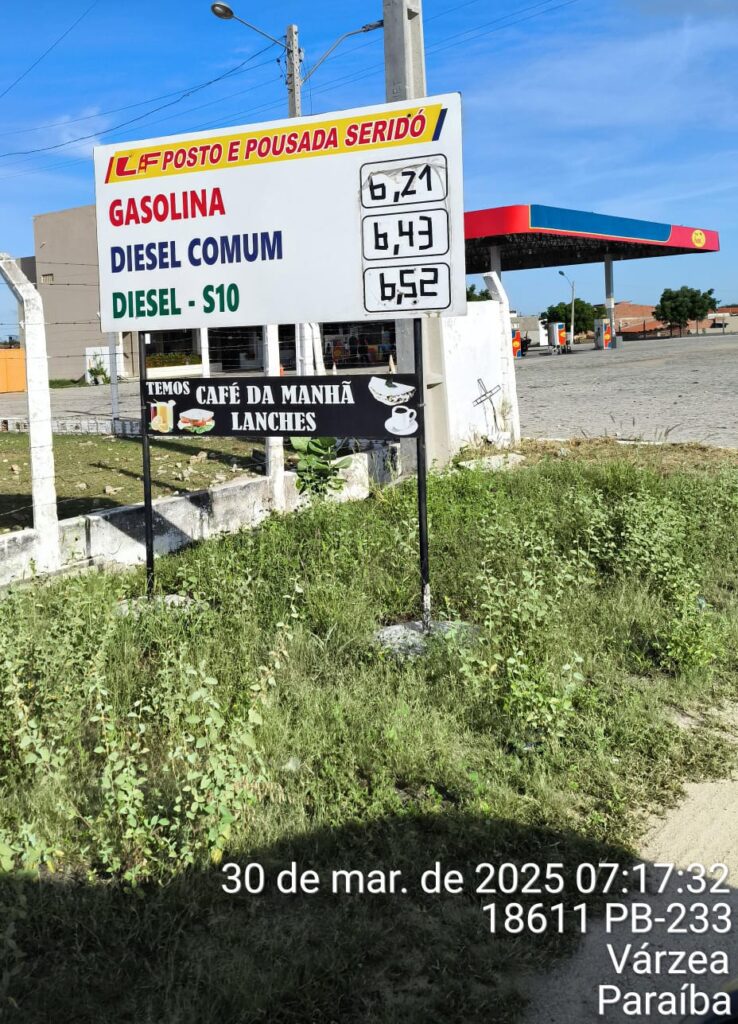 LF POSTO E POUSADA SERIDÓ
GASOLINA 6,21
DIESEL COMUM 6,43
DIESEL - S10 6,52
TEMOS CAFÉ DA MANHÃ
LANCHES
30 de mar. de 2025 07:17:32
18611 PB-233
Várzea
Paraíba